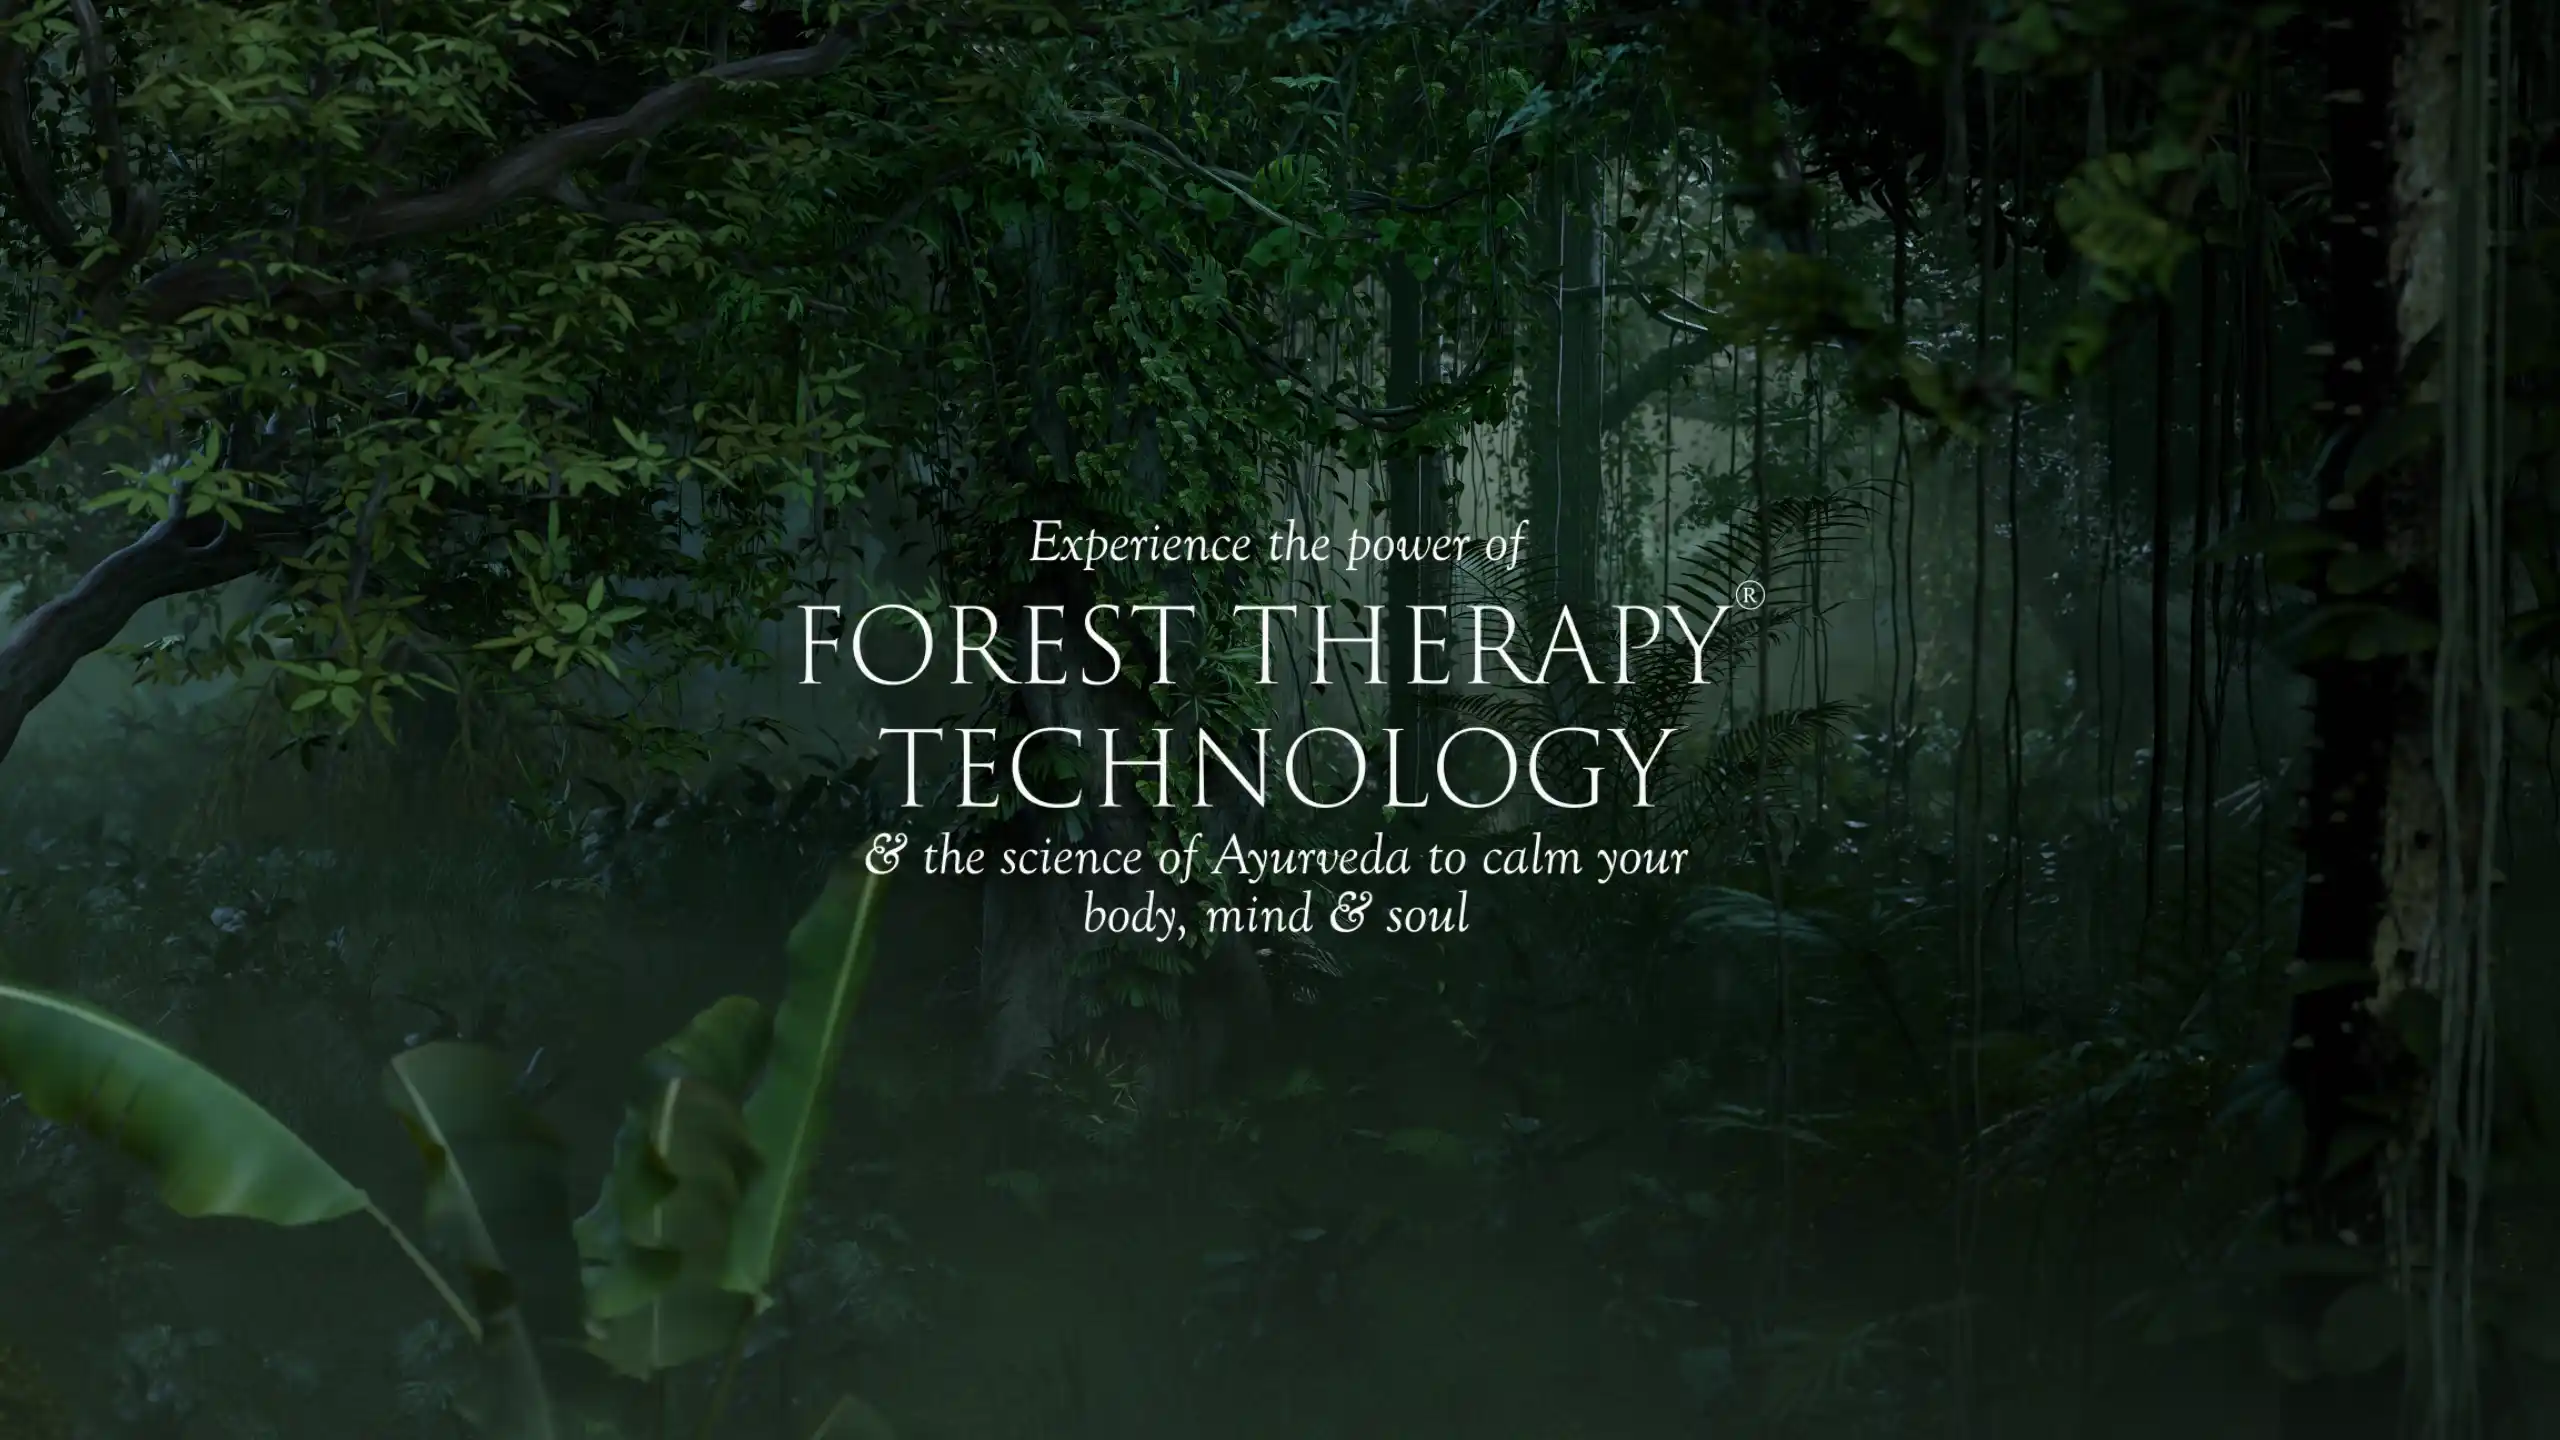 Experience the power of
FOREST THERAPY®
TECHNOLOGY
& the science of Ayurveda to calm your
body, mind & soul